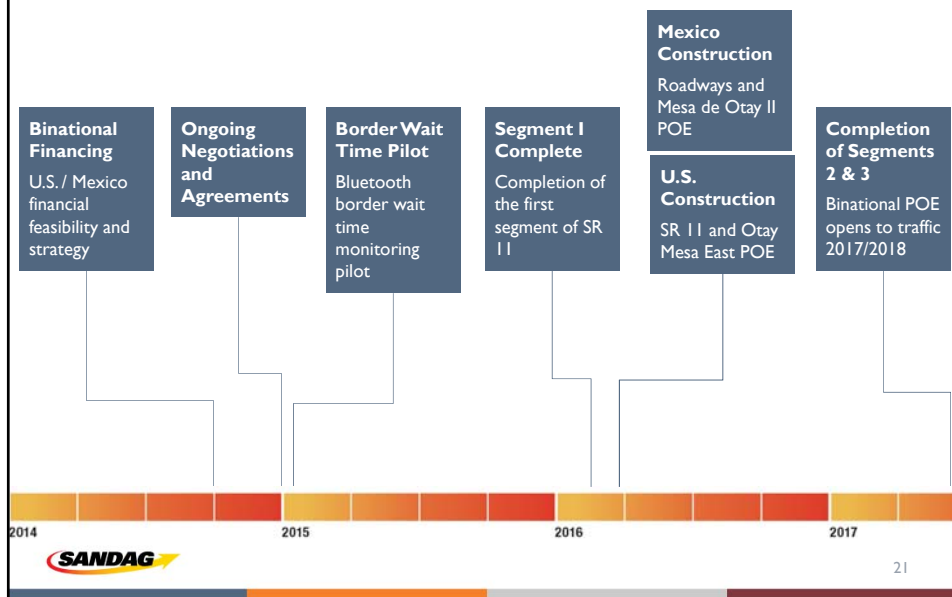 Binational
Financing
U.S. / Mexico
financial
feasibility and
strategy
Ongoing
Negotiations
and
Agreements
Border Wait
Time Pilot
Bluetooth
border wait
time
monitoring
pilot
Segment I
Complete
Completion of
the first
segment of SR
11
Mexico
Construction
Roadways and
Mesa de Otay II
POE
U.S.
Construction
SR 11 and Otay
Mesa East POE
Completion
of Segments
2 & 3
Binational POE
opens to traffic
2017/2018
2014
2015
2016
2017
SANDAG
21